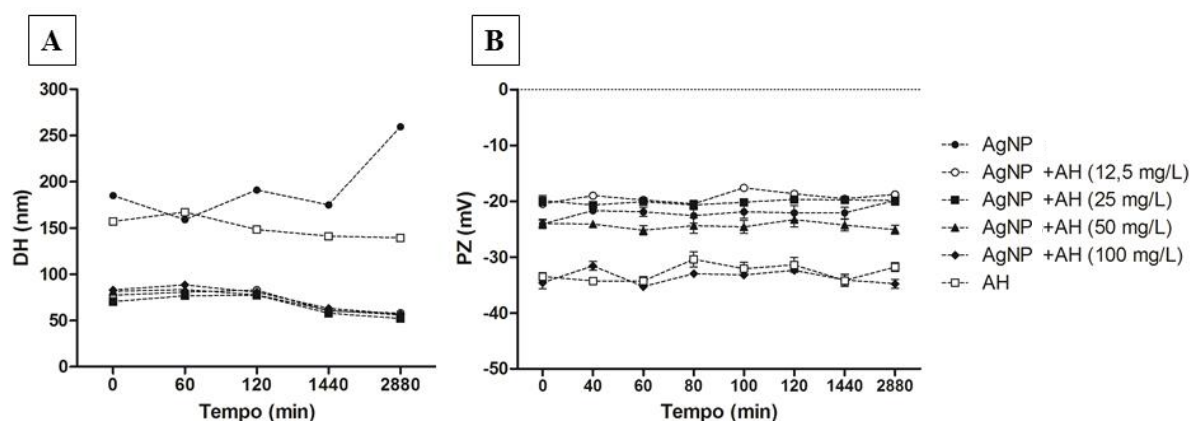 A
B
DH (nm)
300
250
200
150
100
50
0
0 60 120 1440 2880
Tempo (min)
PZ (mV)
0
-10
-20
-30
-40
-50
0 40 60 80 100 120 1440 2880
Tempo (min)
AgNP
AgNP +AH (12,5 mg/L)
AgNP +AH (25 mg/L)
AgNP +AH (50 mg/L)
AgNP +AH (100 mg/L)
AH